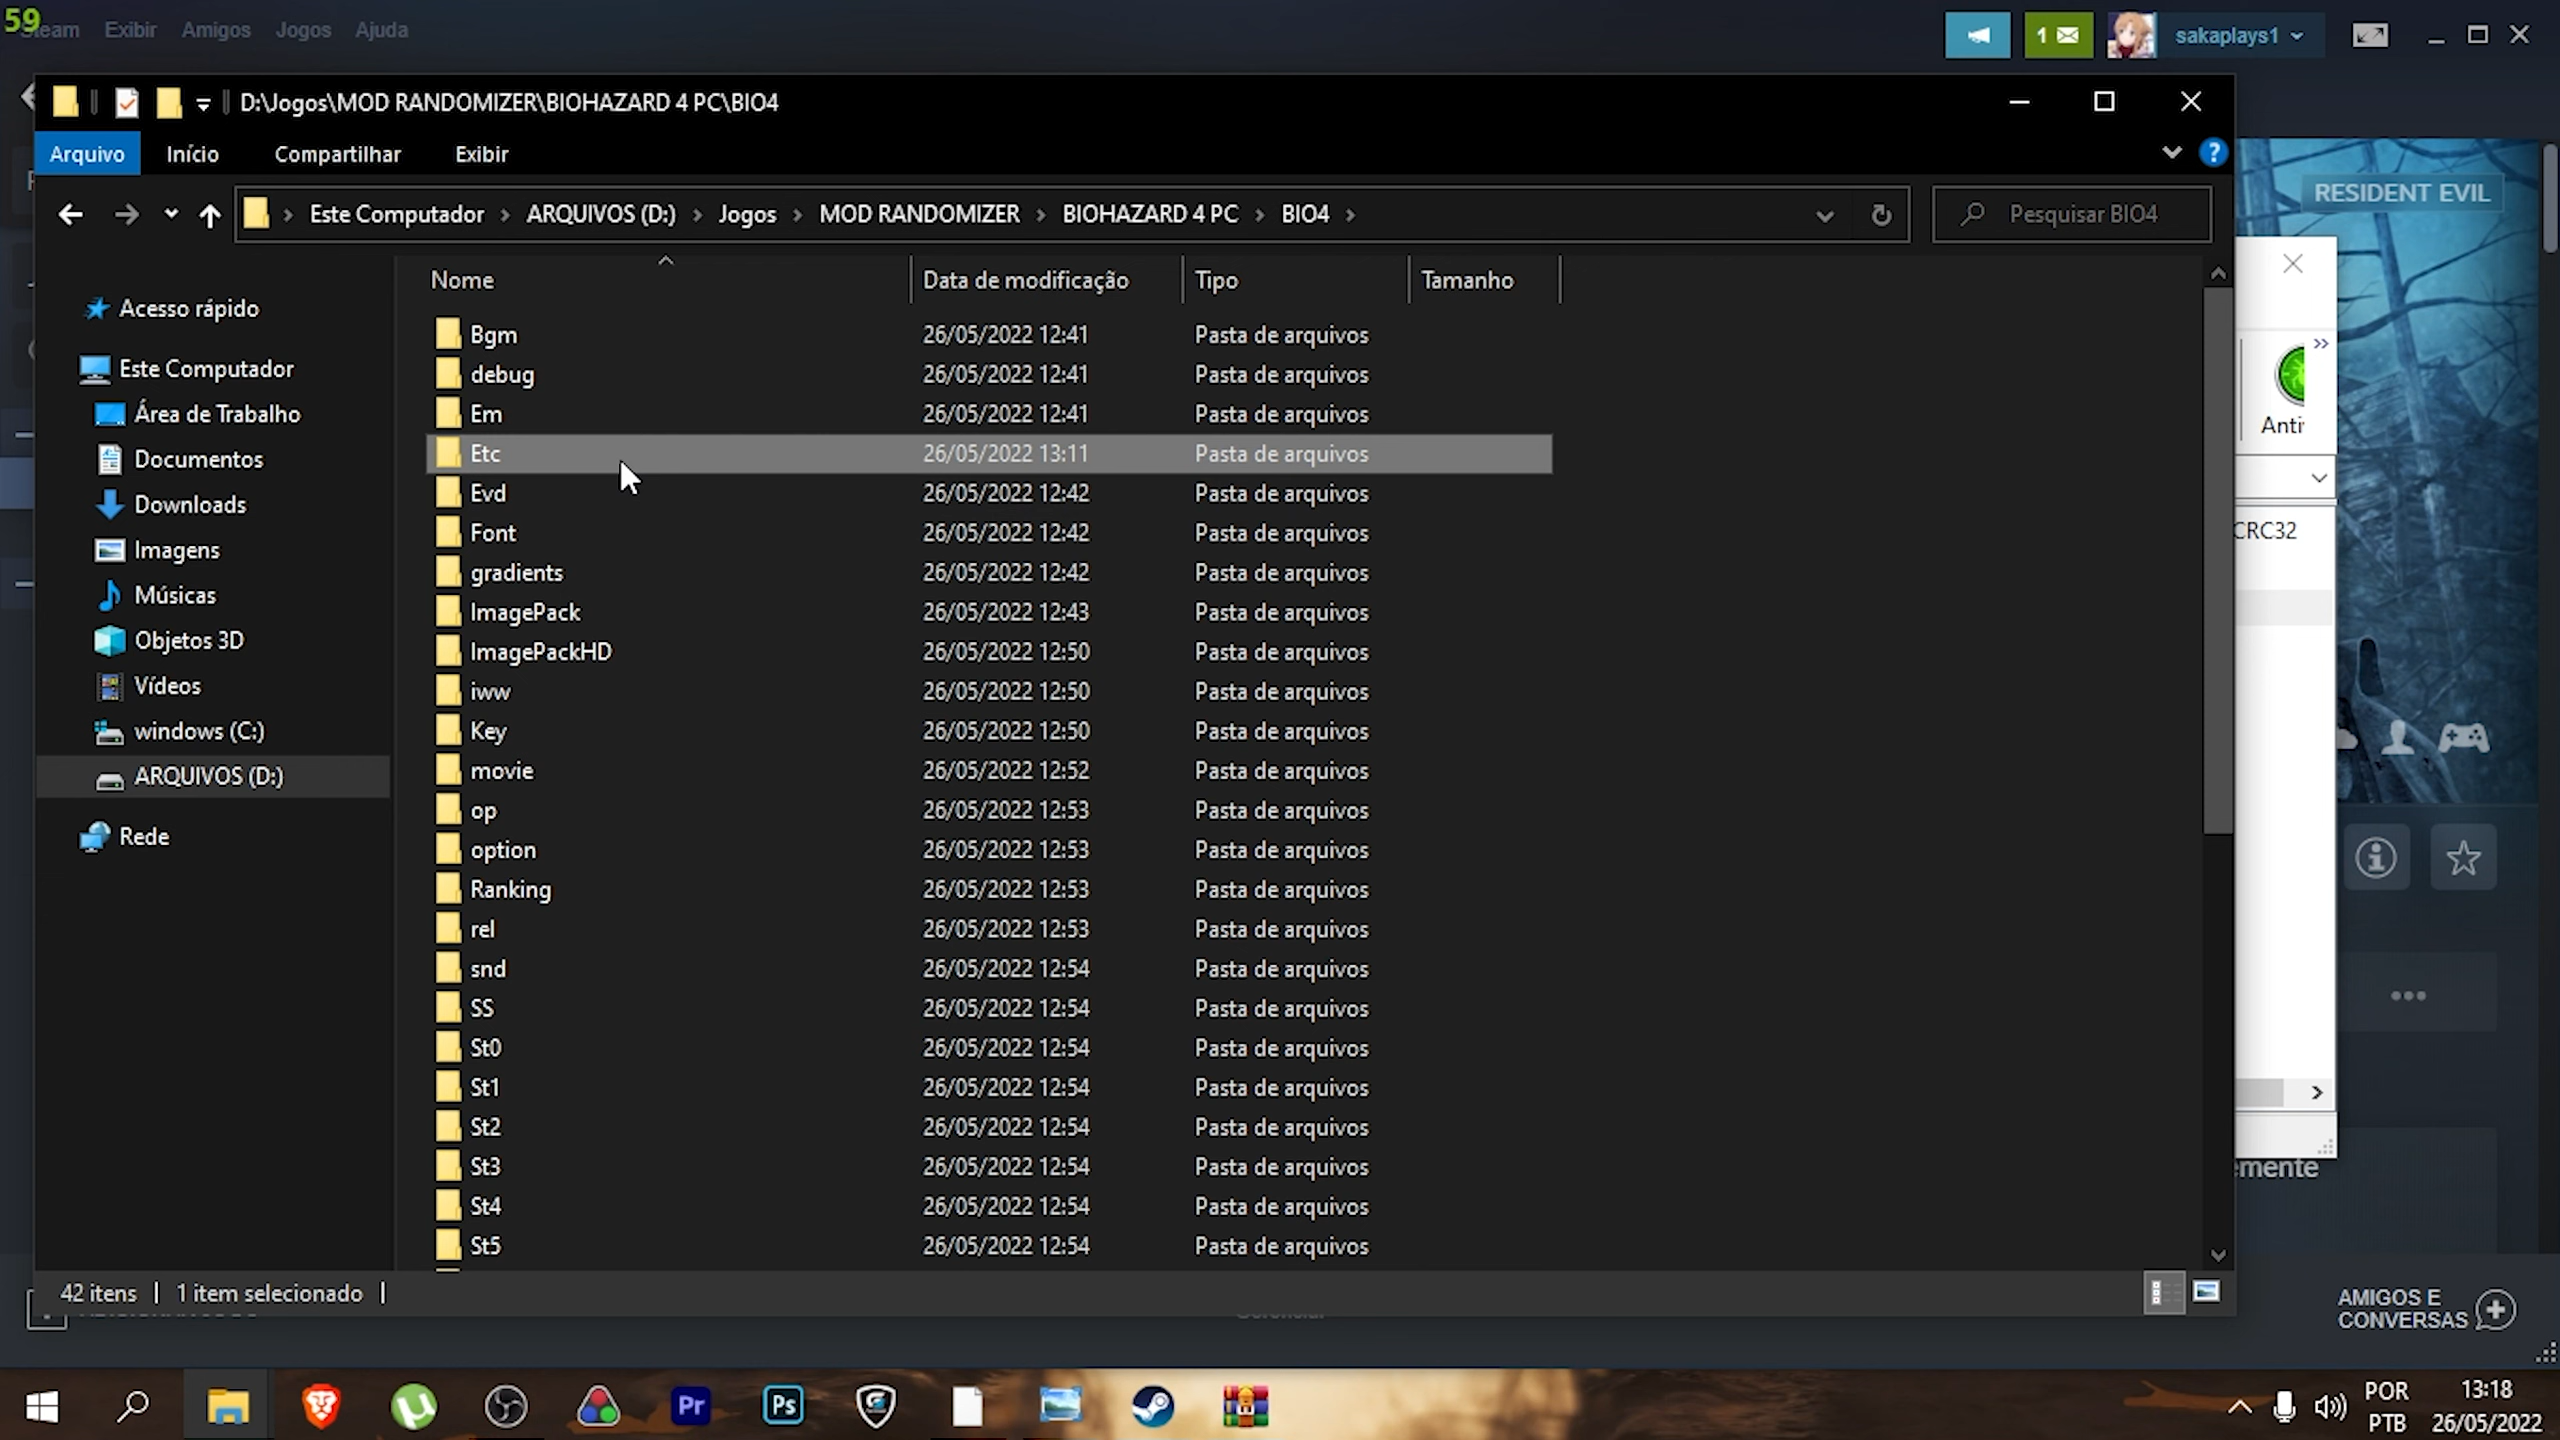 59
Steam Exibir Amigos Jogos Ajuda
1 sakaplays1
D:\Jogos\MOD RANDOMIZER\BIOHAZARD 4 PC\BIO4
Arquivo Início Compartilhar Exibir
Este Computador ARQUIVOS (D:) Jogos MOD RANDOMIZER BIOHAZARD 4 PC BIO4 Pesquisar BIO4
RESIDENT EVIL
Nome Data de modificação Tipo Tamanho
Acesso rápido
Este Computador
Área de Trabalho
Documentos
Downloads
Imagens
Músicas
Objetos 3D
Vídeos
windows (C:)
ARQUIVOS (D:)
Rede
Bgm 26/05/2022 12:41 Pasta de arquivos
debug 26/05/2022 12:41 Pasta de arquivos
Em 26/05/2022 12:41 Pasta de arquivos
Etc 26/05/2022 13:11 Pasta de arquivos
Evd 26/05/2022 12:42 Pasta de arquivos
Font 26/05/2022 12:42 Pasta de arquivos
gradients 26/05/2022 12:42 Pasta de arquivos
ImagePack 26/05/2022 12:43 Pasta de arquivos
ImagePackHD 26/05/2022 12:50 Pasta de arquivos
iww 26/05/2022 12:50 Pasta de arquivos
Key 26/05/2022 12:50 Pasta de arquivos
movie 26/05/2022 12:52 Pasta de arquivos
op 26/05/2022 12:53 Pasta de arquivos
option 26/05/2022 12:53 Pasta de arquivos
Ranking 26/05/2022 12:53 Pasta de arquivos
rel 26/05/2022 12:53 Pasta de arquivos
snd 26/05/2022 12:54 Pasta de arquivos
SS 26/05/2022 12:54 Pasta de arquivos
St0 26/05/2022 12:54 Pasta de arquivos
St1 26/05/2022 12:54 Pasta de arquivos
St2 26/05/2022 12:54 Pasta de arquivos
St3 26/05/2022 12:54 Pasta de arquivos
St4 26/05/2022 12:54 Pasta de arquivos
St5 26/05/2022 12:54 Pasta de arquivos
Anti
CRC32
emente
42 itens 1 item selecionado
AMIGOS E
CONVERSAS
Pr Ps
POR
PTB
13:18
26/05/2022